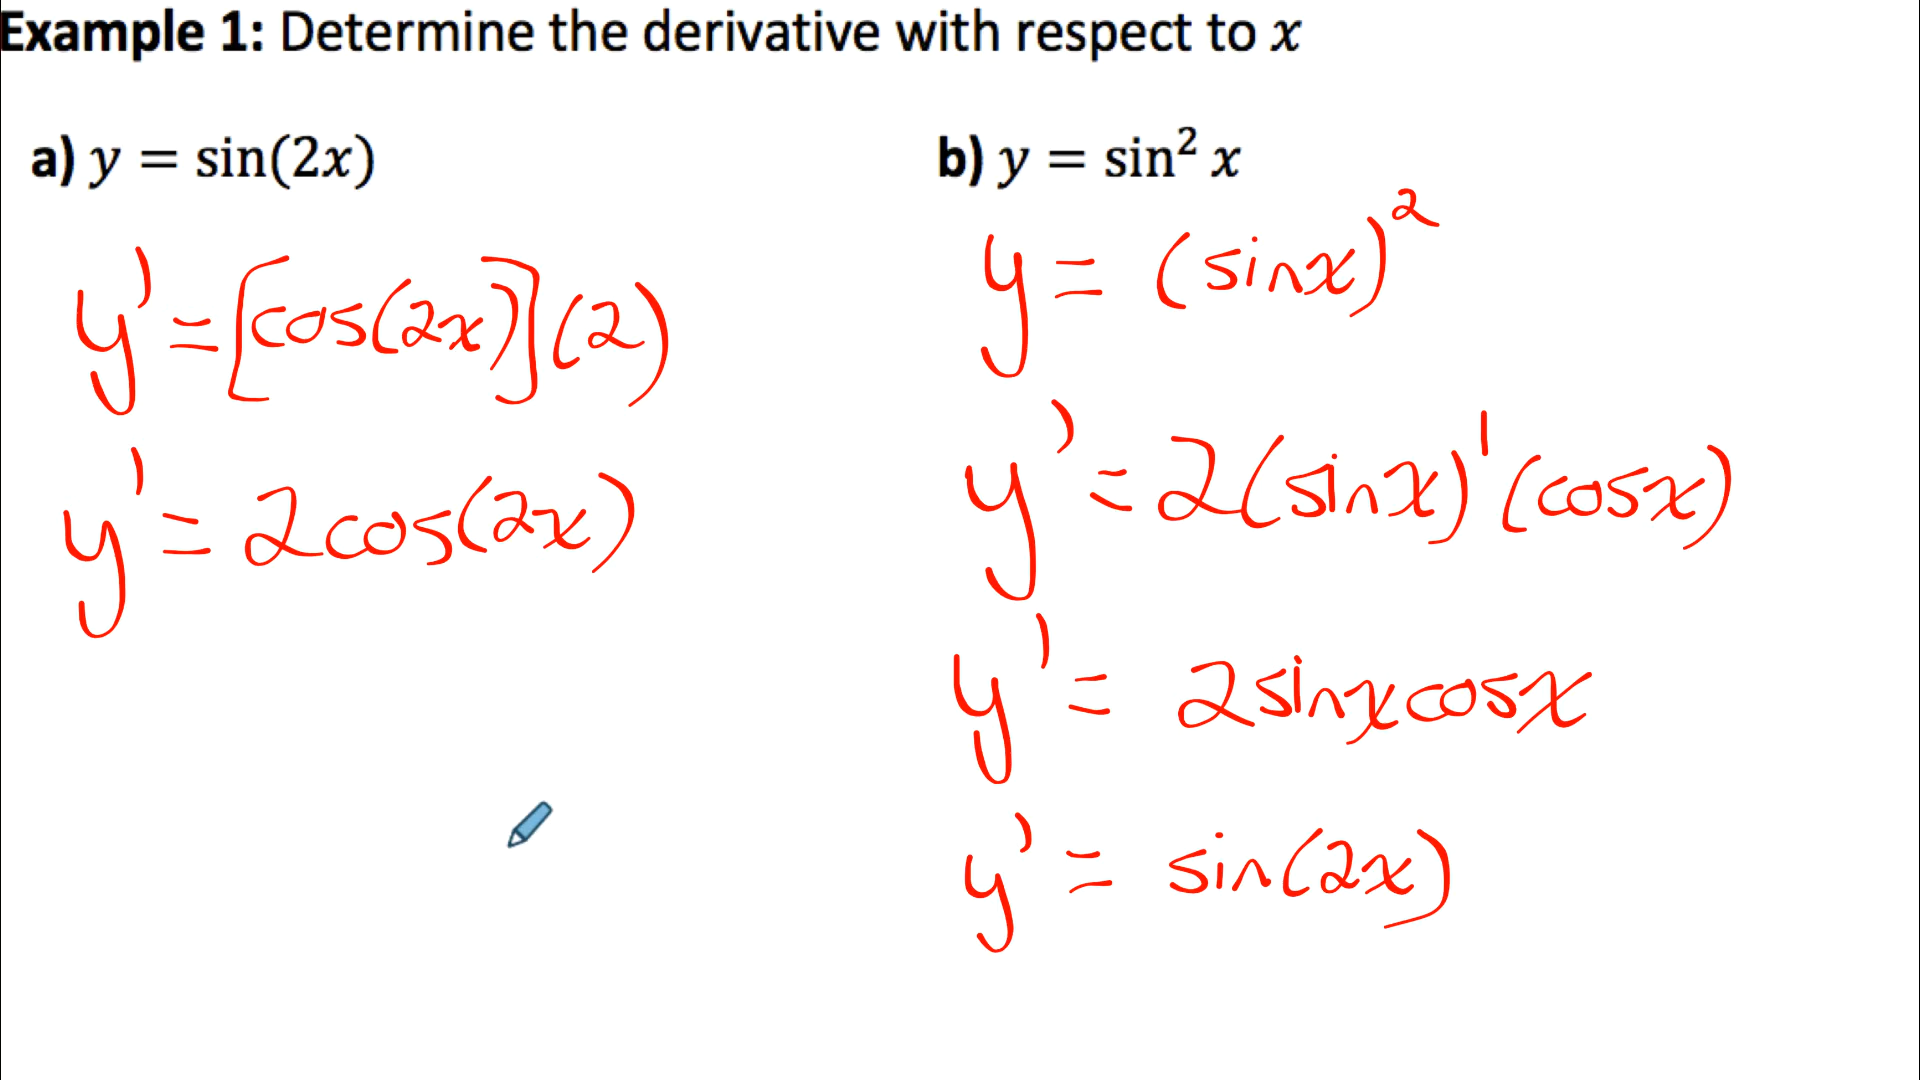 Example 1: Determine the derivative with respect to x
a) y = sin(2x)
y' = [cos(2x)](2)
y' = 2cos(2x)
b) y = sin² x
y = (sinx)²
y' = 2(sinx)¹(cosx)
y' = 2sinxcosx
y' = sin(2x)